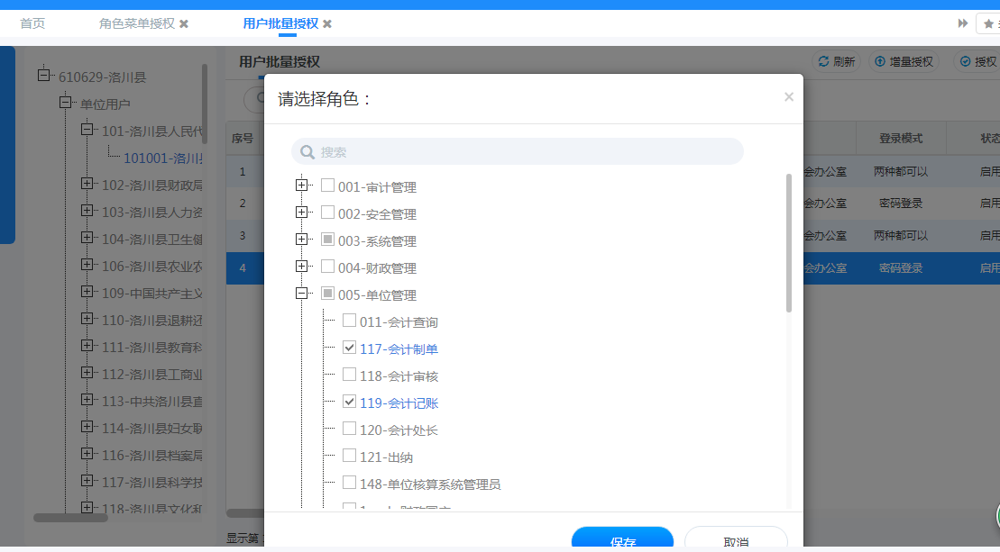 首页 角色菜单授权 用户批量授权
用户批量授权 刷新 增量授权 授权
610629-洛川县
单位用户
101-洛川县人民代
101001-洛川
102-洛川县财政局
103-洛川县人力资
104-洛川县卫生健
106-洛川县农业农
109-中国共产主义
110-洛川县退耕还
111-洛川县教育科
112-洛川县工商业
113-中共洛川县直
114-洛川县妇女联
116-洛川县档案局
117-洛川县科学技
118-洛川县文化和
序号 登录模式 状态
1 会办公室 两种都可以 启用
2 会办公室 密码登录 启用
3 会办公室 两种都可以 启用
4 会办公室 密码登录 启用
显示第
请选择角色：
搜索
001-审计管理
002-安全管理
003-系统管理
004-财政管理
005-单位管理
011-会计查询
117-会计制单
118-会计审核
119-会计记账
120-会计处长
121-出纳
148-单位核算系统管理员
保存 取消